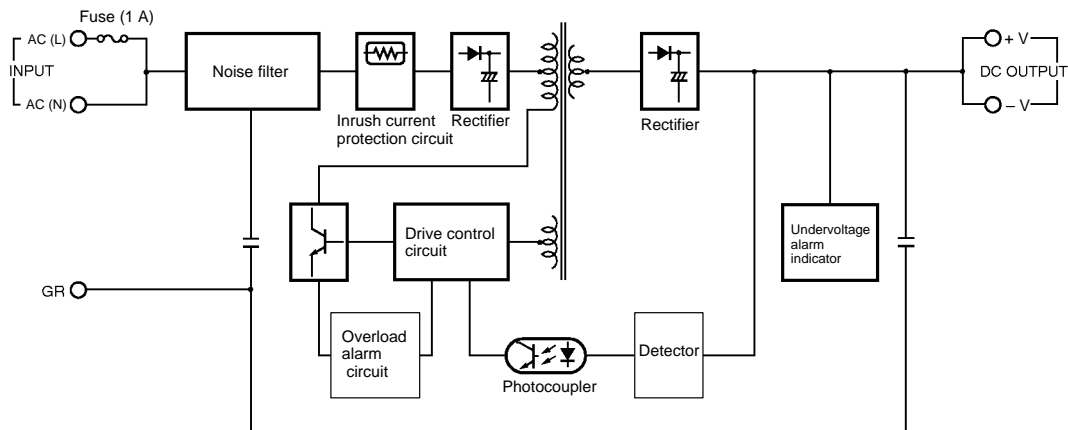 Fuse (1 A)
AC (L)
INPUT
AC (N)
Noise filter
Inrush current
protection circuit
Rectifier
Rectifier
+ V
DC OUTPUT
– V
Drive control
circuit
Undervoltage
alarm
indicator
GR
Overload
alarm
circuit
Photocoupler
Detector